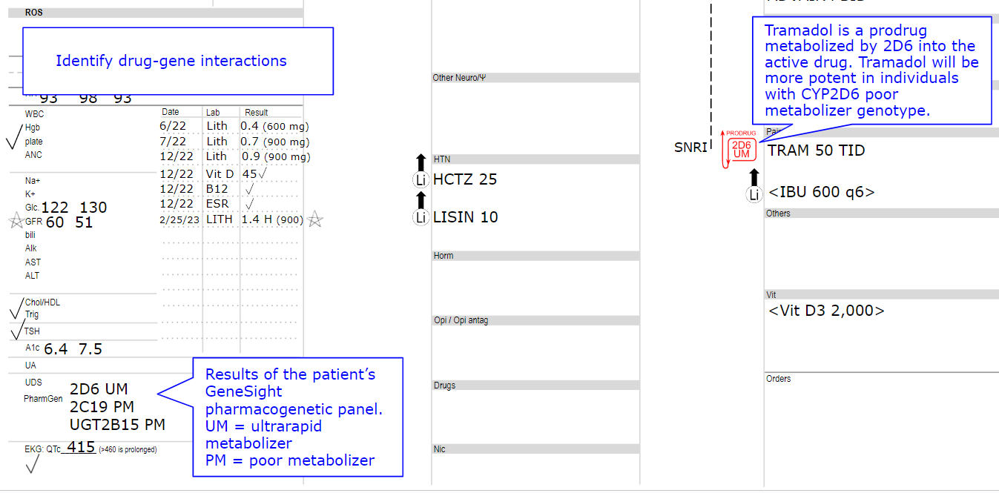 ROS
Identify drug-gene interactions
93 98 93
WBC
Hgb
plate
ANC
Na+
K+
Glc. 122 130
GFR 60 51
bili
Alk
AST
ALT
Chol/HDL
Trig
TSH
A1c 6.4 7.5
UA
UDS
PharmGen
2D6 UM
2C19 PM
UGT2B15 PM
EKG: QTc 415 (>460 is prolonged)
Date Lab Result
6/22 Lith 0.4 (600 mg)
7/22 Lith 0.7 (900 mg)
12/22 Lith 0.9 (900 mg)
12/22 Vit D 45✓
12/22 B12 ✓
12/22 ESR ✓
2/25/23 LITH 1.4 H (900)
Results of the patient’s
GeneSight
pharmacogenetic panel.
UM = ultrarapid
metabolizer
PM = poor metabolizer
Other Neuro/Ψ
HTN
Li HCTZ 25
Li LISIN 10
Horm
Opi / Opi antag
Drugs
Nic
Tramadol is a prodrug
metabolized by 2D6 into the
active drug. Tramadol will be
more potent in individuals
with CYP2D6 poor
metabolizer genotype.
SNRI
PRODRUG
2D6
UM
TRAM 50 TID
Li <IBU 600 q6>
Others
Vit
<Vit D3 2,000>
Orders